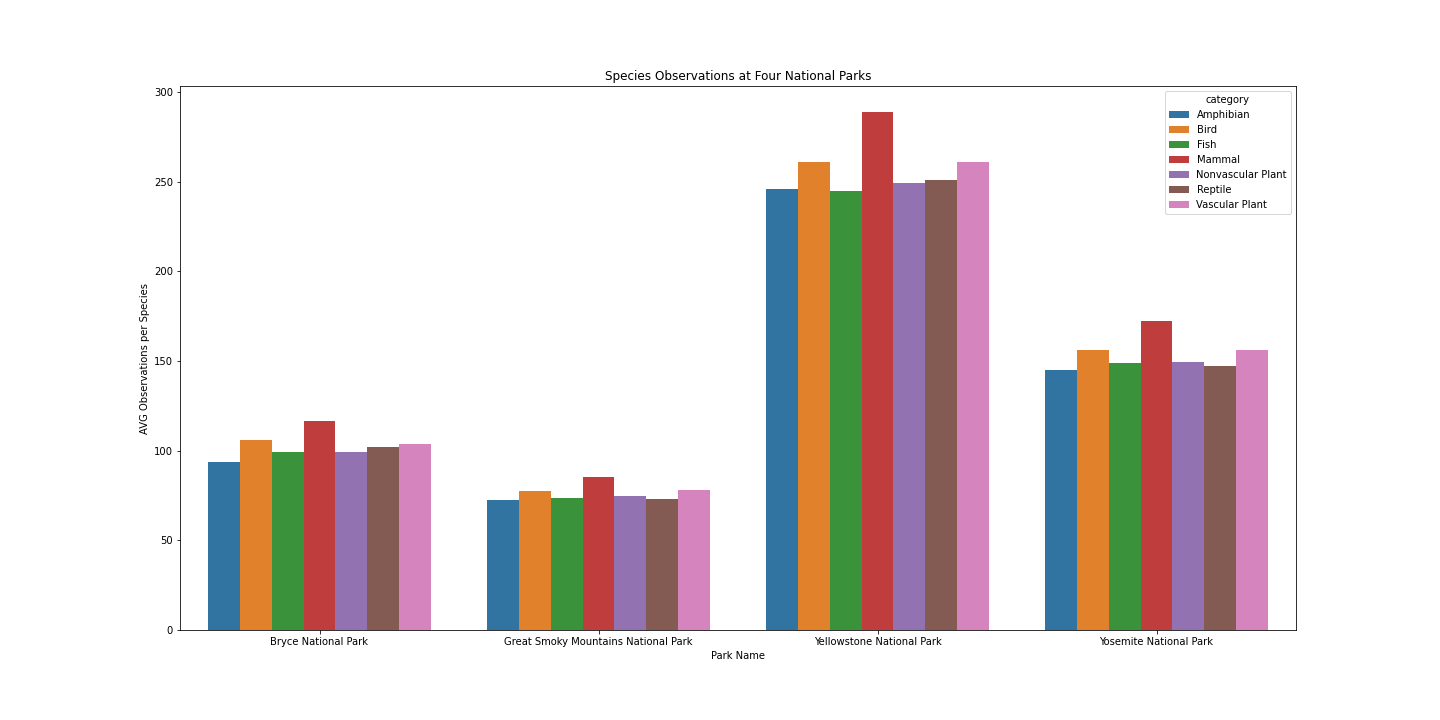 Species Observations at Four National Parks
300
250
200
150
100
50
0
AVG Observations per Species
category
Amphibian
Bird
Fish
Mammal
Nonvascular Plant
Reptile
Vascular Plant
Bryce National Park
Great Smoky Mountains National Park
Yellowstone National Park
Yosemite National Park
Park Name